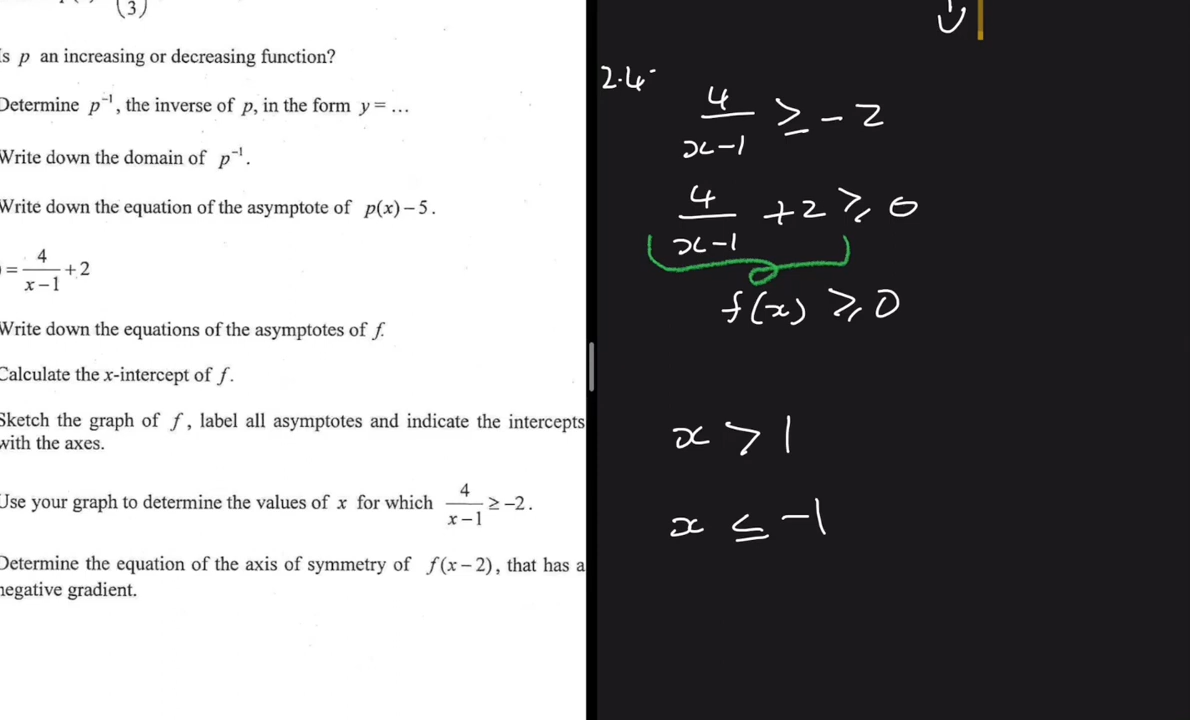 (3)
Is p an increasing or decreasing function?
Determine p⁻¹, the inverse of p, in the form y = ...
Write down the domain of p⁻¹.
Write down the equation of the asymptote of p(x) − 5.
= 4/(x−1) + 2
Write down the equations of the asymptotes of f.
Calculate the x-intercept of f.
Sketch the graph of f, label all asymptotes and indicate the intercepts
with the axes.
Use your graph to determine the values of x for which 4/(x−1) ≥ −2.
Determine the equation of the axis of symmetry of f(x−2), that has a
negative gradient.
2.4
4/(x−1) ≥ −2
4/(x−1) + 2 ≥ 0
f(x) ≥ 0
x > 1
x ≤ −1